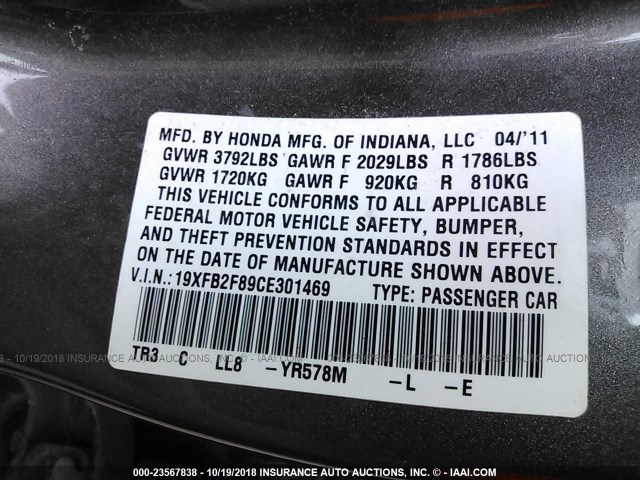 MFD. BY HONDA MFG. OF INDIANA, LLC 04/'11
GVWR 3792LBS GAWR F 2029LBS R 1786LBS
GVWR 1720KG GAWR F 920KG R 810KG
THIS VEHICLE CONFORMS TO ALL APPLICABLE
FEDERAL MOTOR VEHICLE SAFETY, BUMPER,
AND THEFT PREVENTION STANDARDS IN EFFECT
ON THE DATE OF MANUFACTURE SHOWN ABOVE.
V.I.N.: 19XFB2F89CE301469 TYPE: PASSENGER CAR
TR3 C LL8 -YR578M -L -E
000-23567838 - 10/19/2018 INSURANCE AUTO AUCTIONS, INC. © - IAAI.COM